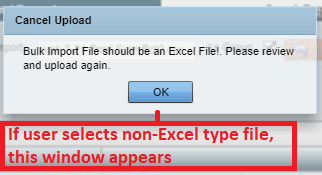 Cancel Upload
Bulk Import File should be an Excel File!. Please review
and upload again.
OK
If user selects non-Excel type file,
this window appears